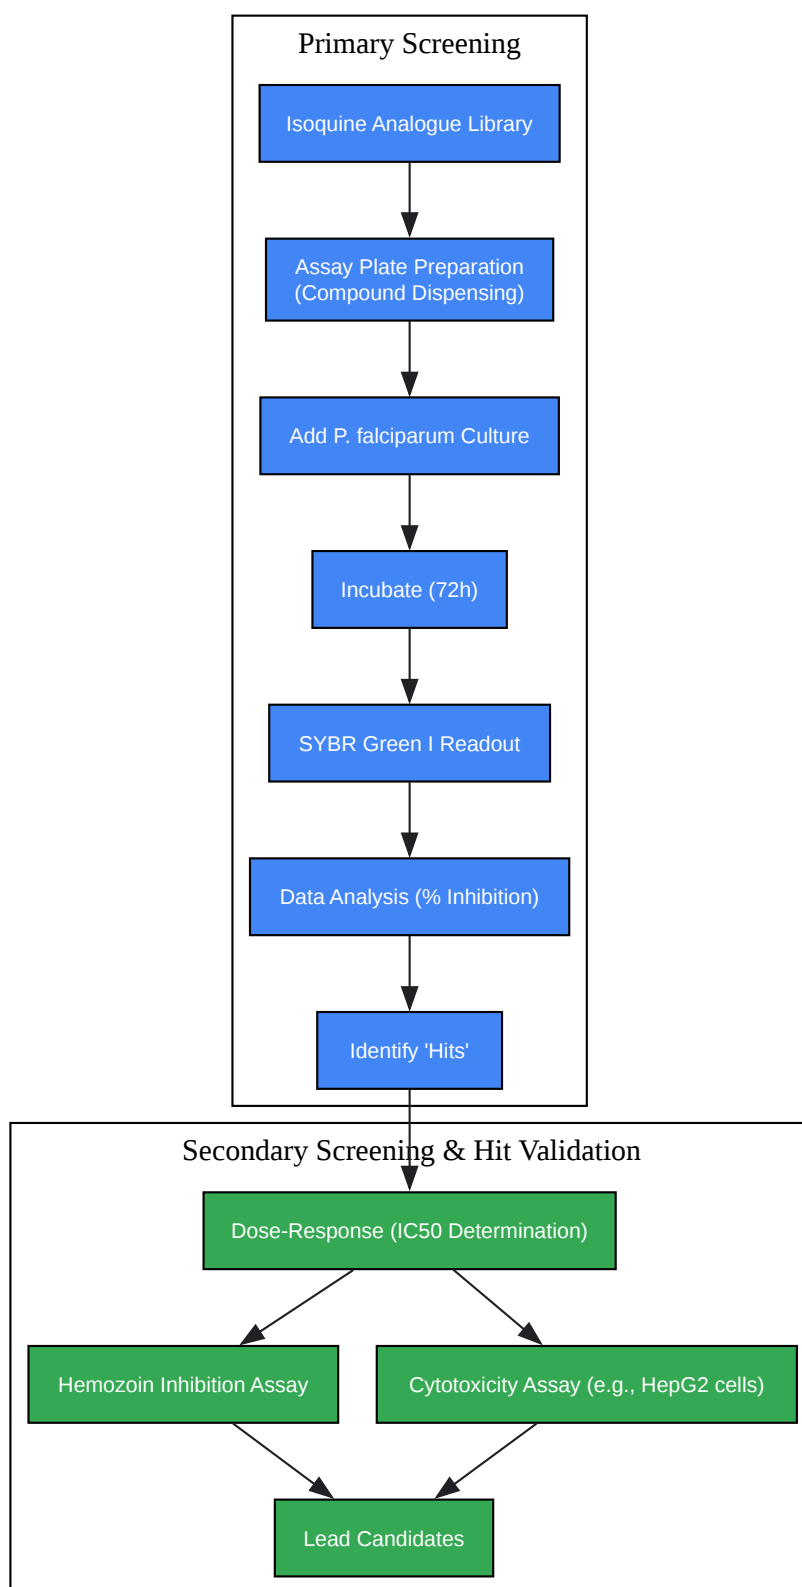 Primary Screening
Isoquine Analogue Library
Assay Plate Preparation
(Compound Dispensing)
Add P. falciparum Culture
Incubate (72h)
SYBR Green I Readout
Data Analysis (% Inhibition)
Identify 'Hits'
Secondary Screening & Hit Validation
Dose-Response (IC50 Determination)
Hemozoin Inhibition Assay
Cytotoxicity Assay (e.g., HepG2 cells)
Lead Candidates